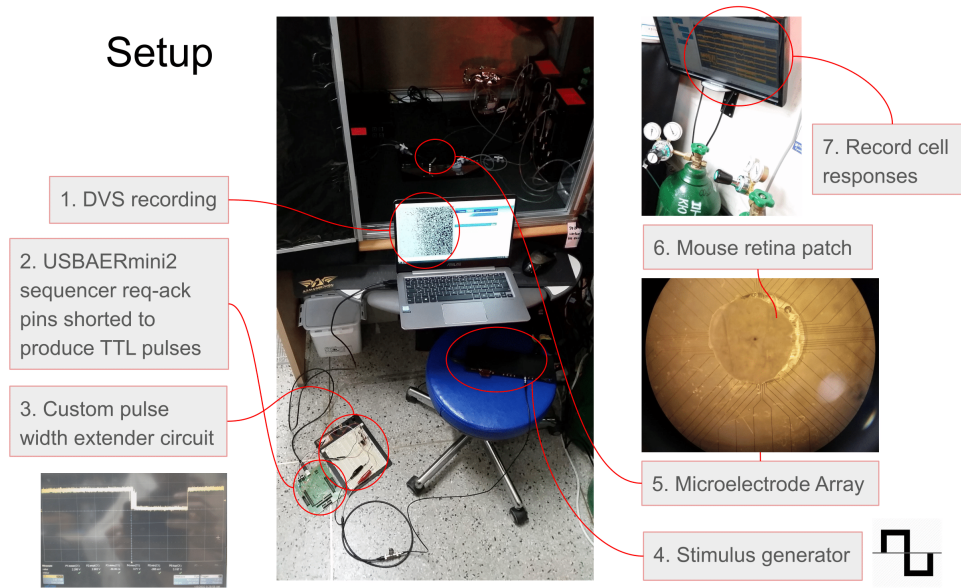 Setup
1. DVS recording
2. USBAERmini2
sequencer req-ack
pins shorted to
produce TTL pulses
3. Custom pulse
width extender circuit
7. Record cell
responses
6. Mouse retina patch
5. Microelectrode Array
4. Stimulus generator